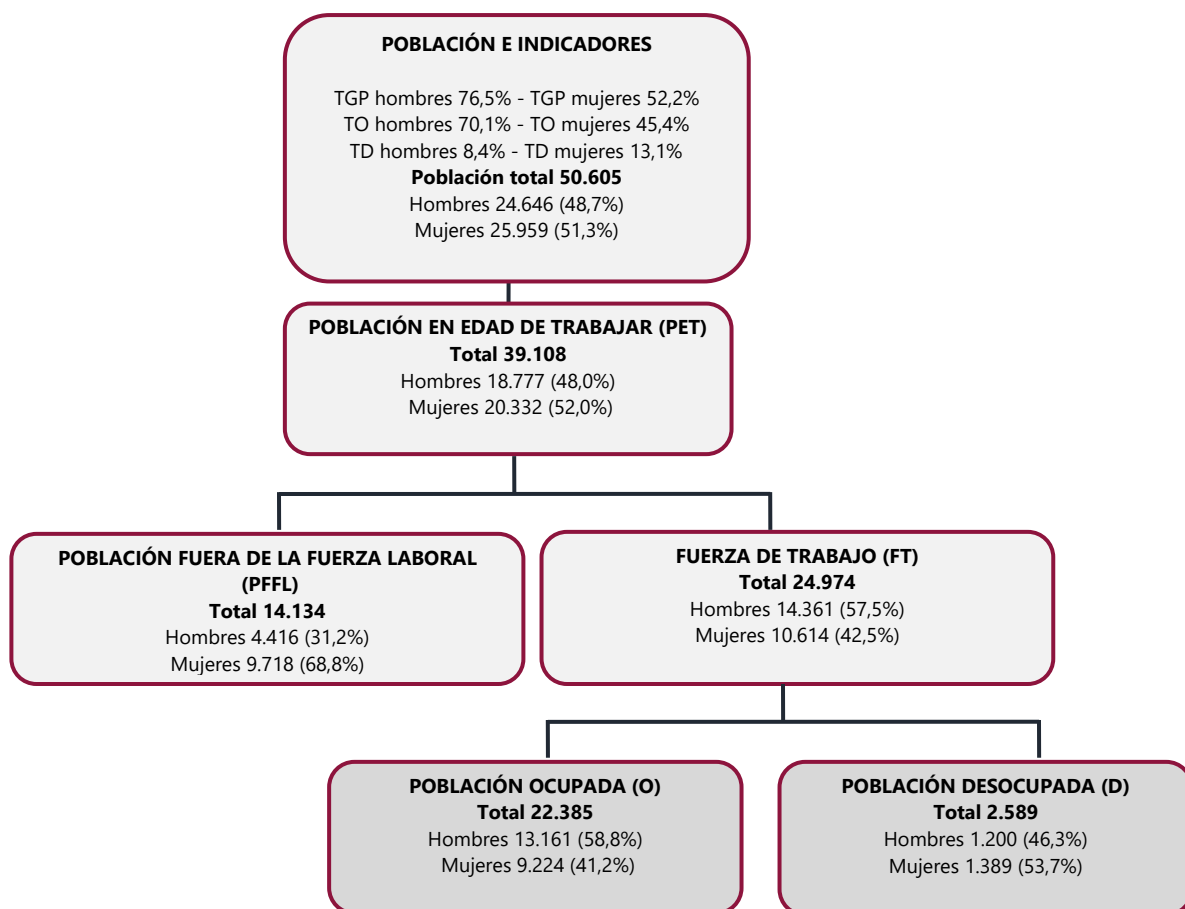 POBLACIÓN E INDICADORES
TGP hombres 76,5% - TGP mujeres 52,2%
TO hombres 70,1% - TO mujeres 45,4%
TD hombres 8,4% - TD mujeres 13,1%
Población total 50.605
Hombres 24.646 (48,7%)
Mujeres 25.959 (51,3%)
POBLACIÓN EN EDAD DE TRABAJAR (PET)
Total 39.108
Hombres 18.777 (48,0%)
Mujeres 20.332 (52,0%)
POBLACIÓN FUERA DE LA FUERZA LABORAL
(PFFL)
Total 14.134
Hombres 4.416 (31,2%)
Mujeres 9.718 (68,8%)
FUERZA DE TRABAJO (FT)
Total 24.974
Hombres 14.361 (57,5%)
Mujeres 10.614 (42,5%)
POBLACIÓN OCUPADA (O)
Total 22.385
Hombres 13.161 (58,8%)
Mujeres 9.224 (41,2%)
POBLACIÓN DESOCUPADA (D)
Total 2.589
Hombres 1.200 (46,3%)
Mujeres 1.389 (53,7%)